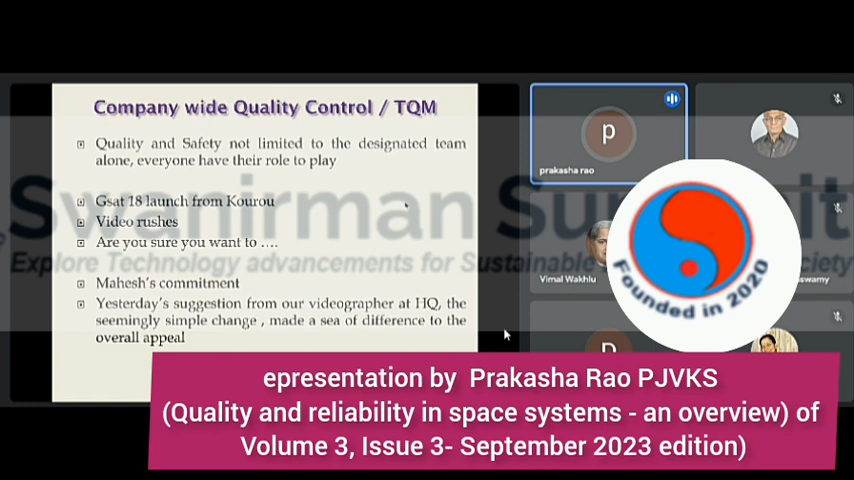 Company wide Quality Control / TQM
Quality and Safety not limited to the designated team
alone, everyone have their role to play
Gsat 18 launch from Kourou
Video rushes
Are you sure you want to ….
Mahesh's commitment
Yesterday's suggestion from our videographer at HQ, the
seemingly simple change , made a sea of difference to the
overall appeal
p
prakasha rao
Vimal Wakhlu
swamy
D
Swanirman Sum
Explore Technology advancements for Sustainable
ciety
Founded in 2020
epresentation by Prakasha Rao PJVKS
(Quality and reliability in space systems - an overview) of
Volume 3, Issue 3- September 2023 edition)